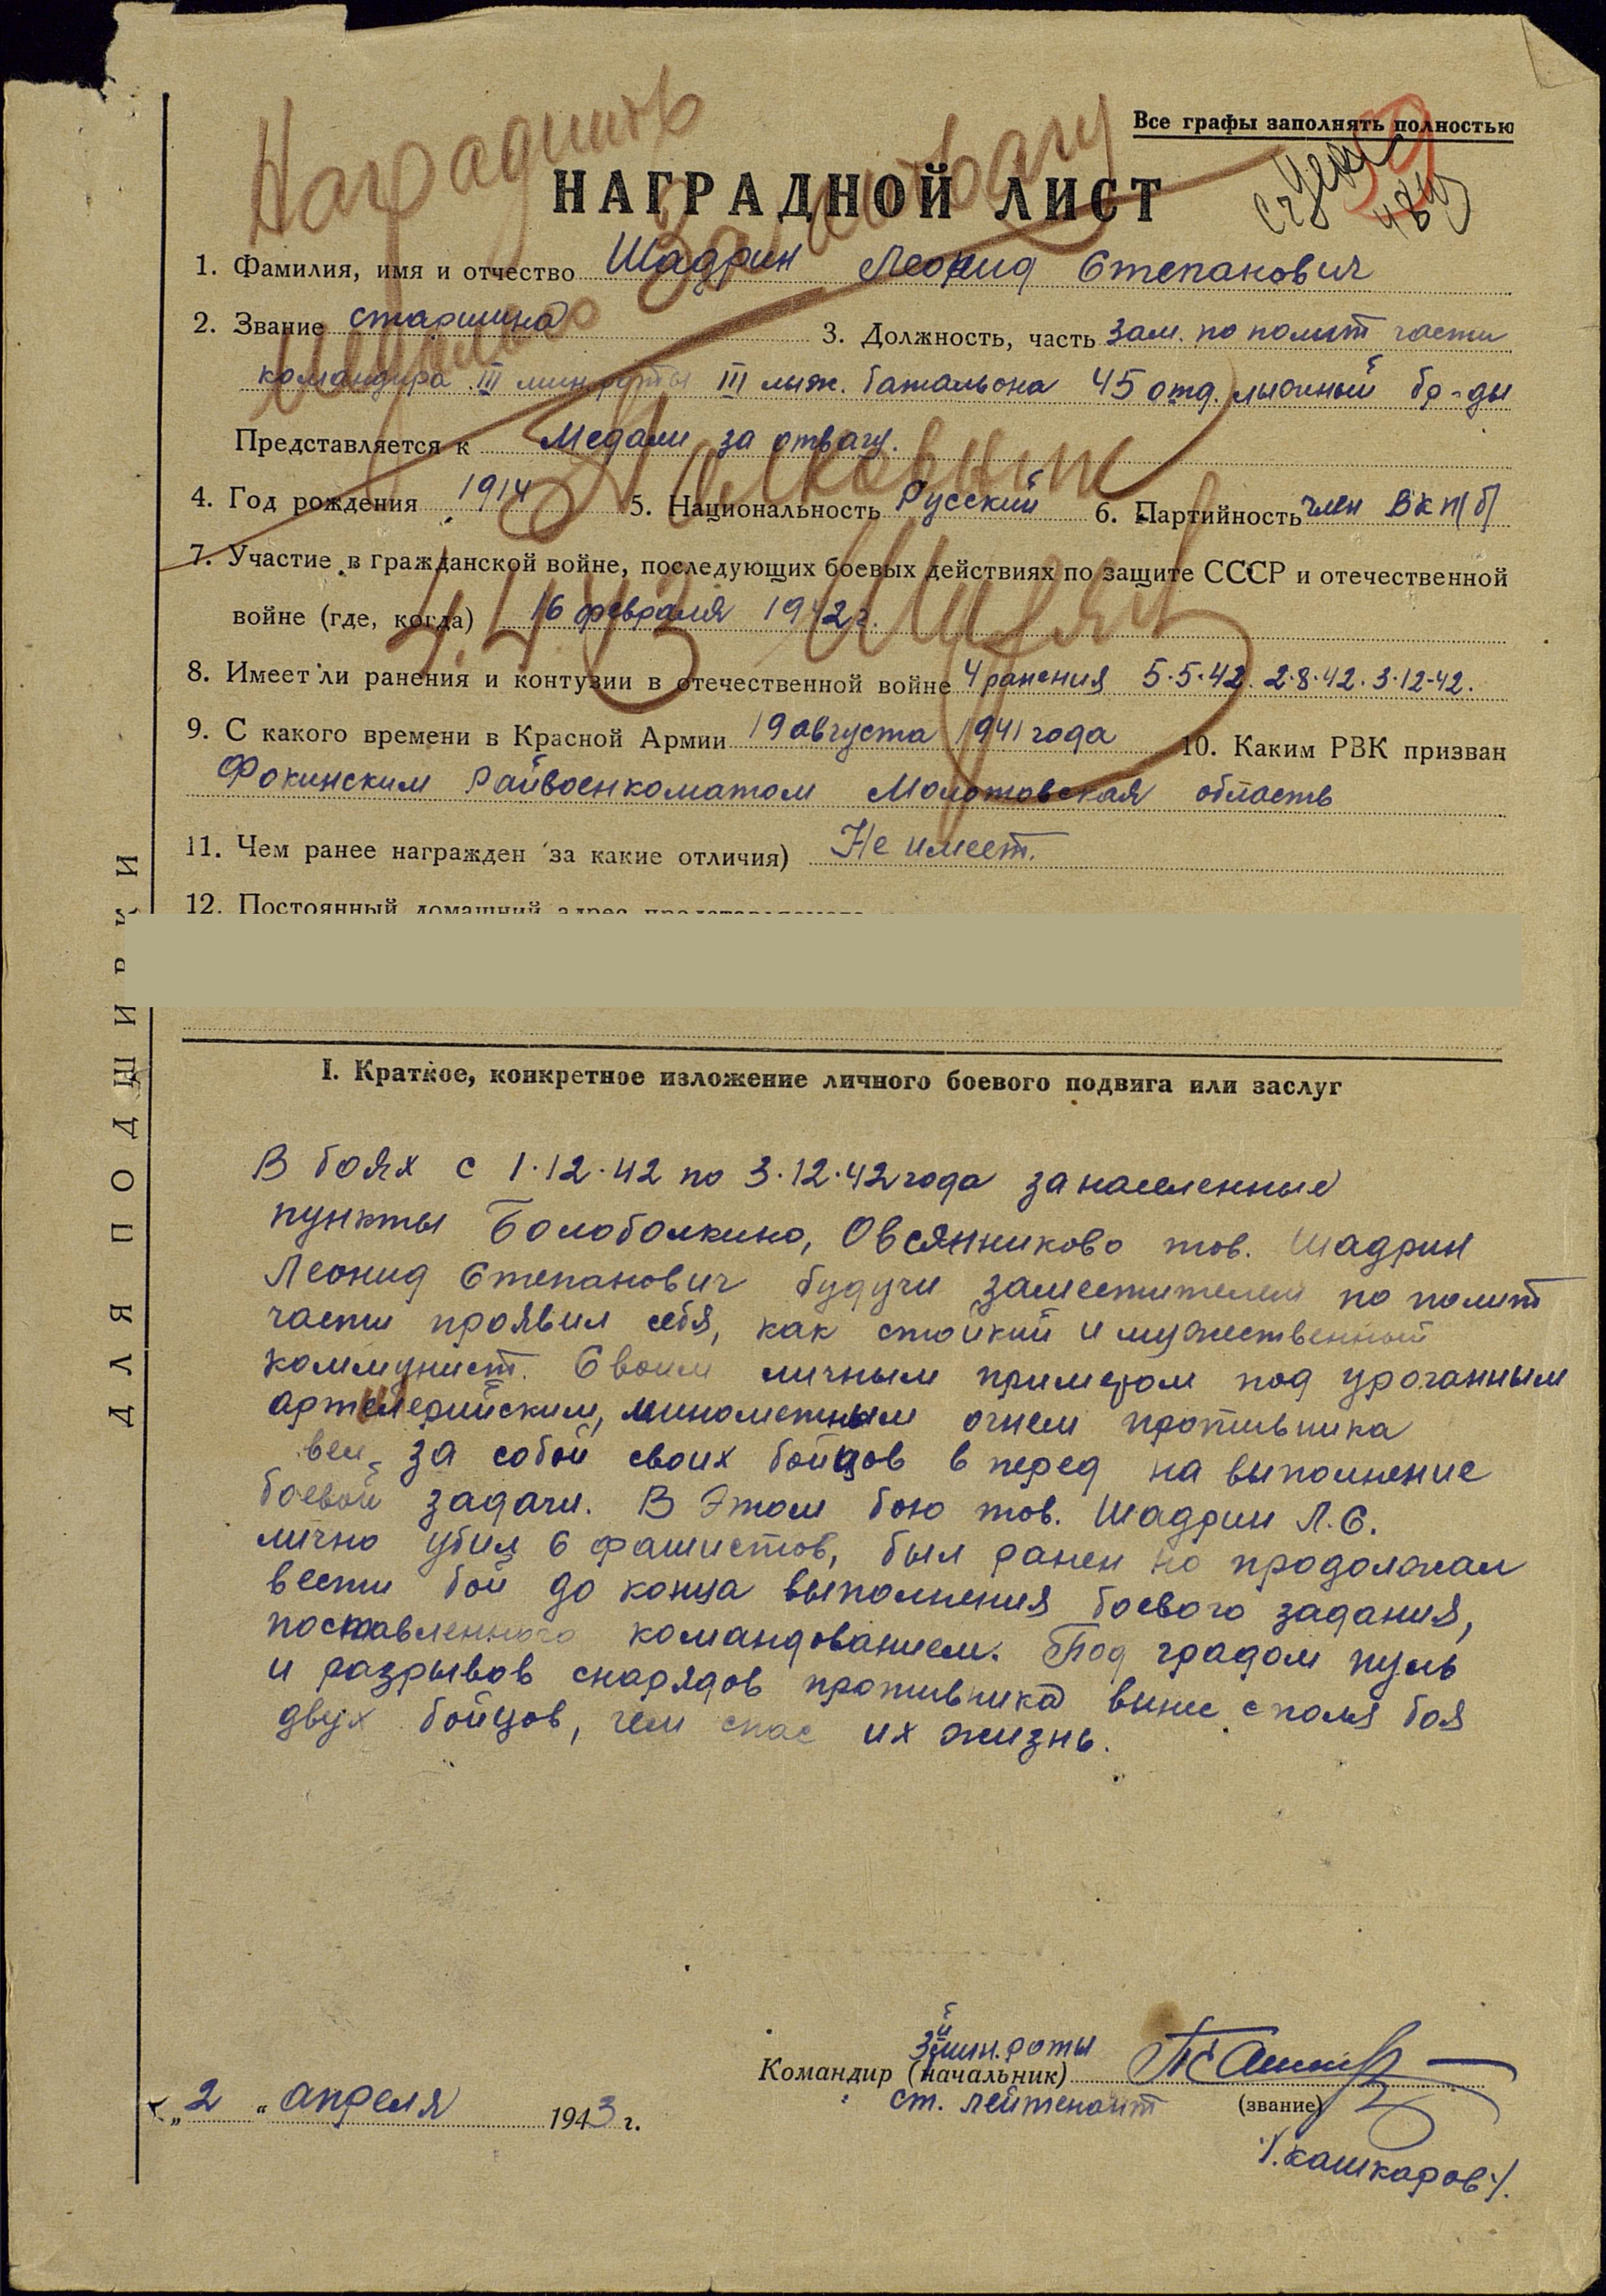 Все графы заполнять полностью
Наградить
Медалью За отвагу
НАГРАДНОЙ ЛИСТ
1. Фамилия, имя и отчество Шадрин Леонид Степанович
2. Звание старшина 3. Должность, часть зам. по полит части
командира III мин роты III лыж. батальона 45 отд. лыжный бр-ды
Представляется к Медали за отвагу.
4. Год рождения 1914 5. Национальность Русский 6. Партийность член ВКП(б)
7. Участие в гражданской войне, последующих боевых действиях по защите СССР и отечественной
войне (где, когда) 16 февраля 1942 г.
4.4.43
8. Имеет ли ранения и контузии в отечественной войне 4 ранения 5.5.42. 2.8.42. 3.12-42.
9. С какого времени в Красной Армии 19 августа 1941 года 10. Каким РВК призван
Фокинским Райвоенкоматом Молотовская область
11. Чем ранее награжден за какие отличия) Не имеет.
12. Постоянный домашний адрес представляемого
ДЛЯ ПОДШИВКИ
I. Краткое, конкретное изложение личного боевого подвига или заслуг
В боях с 1.12.42 по 3.12.42 года за населенные
пункты Болоболкино, Овсянниково тов. Шадрин
Леонид Степанович будучи заместителем по полит
части проявил себя, как стойкий и мужественный
коммунист. Своим личным примером под ураганным
артилерийским, минометным огнем противника
вел за собой своих бойцов в перед на выполнение
боевой задачи. В Этом бою тов. Шадрин Л.С.
лично убил 6 фашистов, был ранен но продолжал
вести бой до конца выполнения боевого задания,
поставленного командованием. Под градом пуль
и разрывов снарядов противника вынес с поля боя
двух бойцов, чем спас их жизнь.
3й мин. роты
Командир (начальник)
ст. лейтенант (звание)
„2“ апреля 1943 г.
/.Кашкаров./.